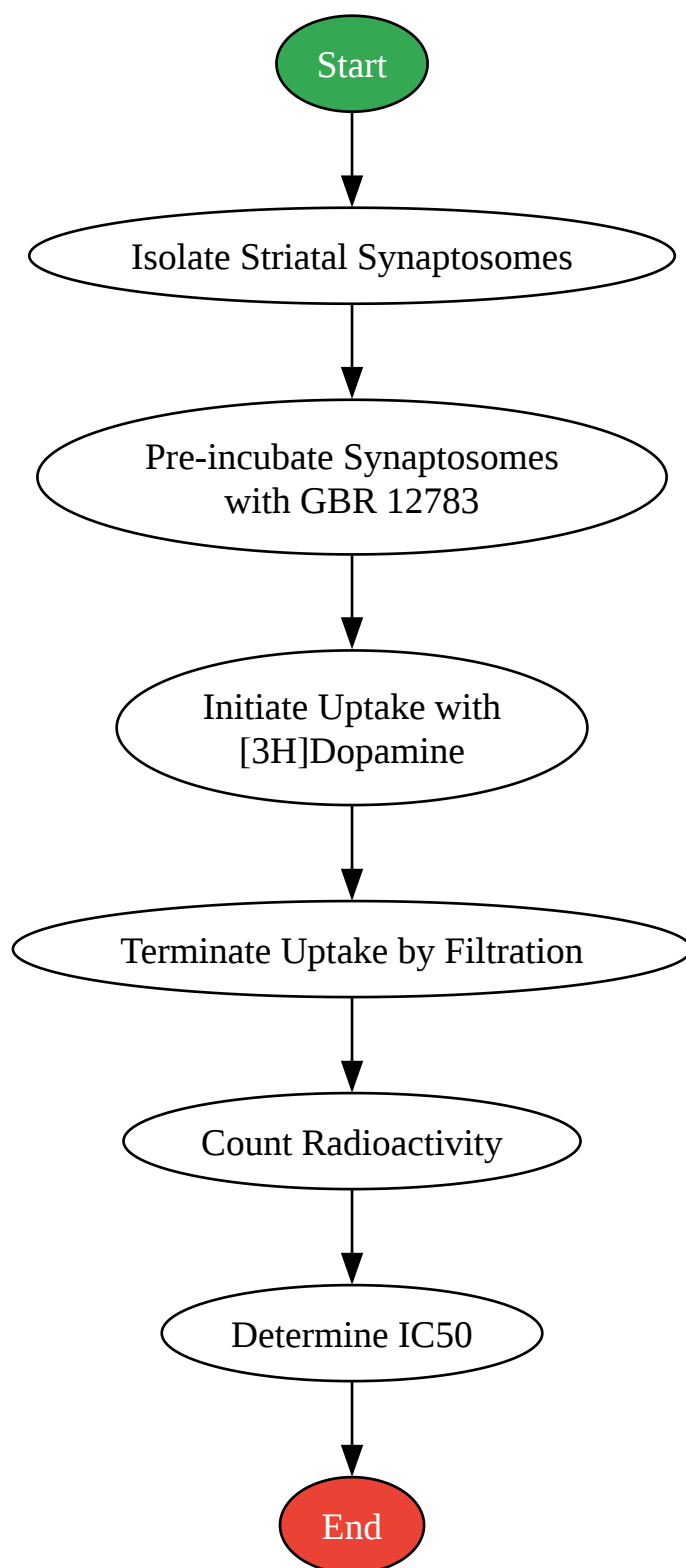 Start
Isolate Striatal Synaptosomes
Pre-incubate Synaptosomes
with GBR 12783
Initiate Uptake with
[3H]Dopamine
Terminate Uptake by Filtration
Count Radioactivity
Determine IC50
End